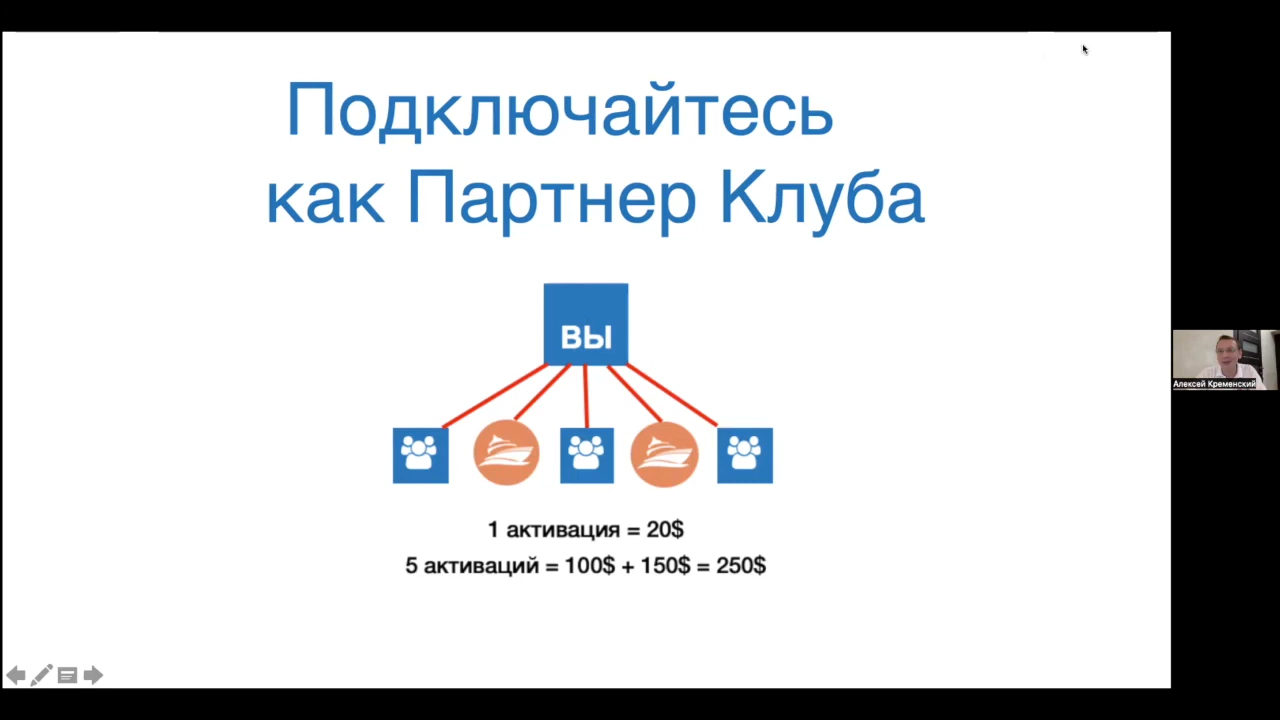 Подключайтесь
как Партнер Клуба
ВЫ
1 активация = 20$
5 активаций = 100$ + 150$ = 250$
Алексей Кременский